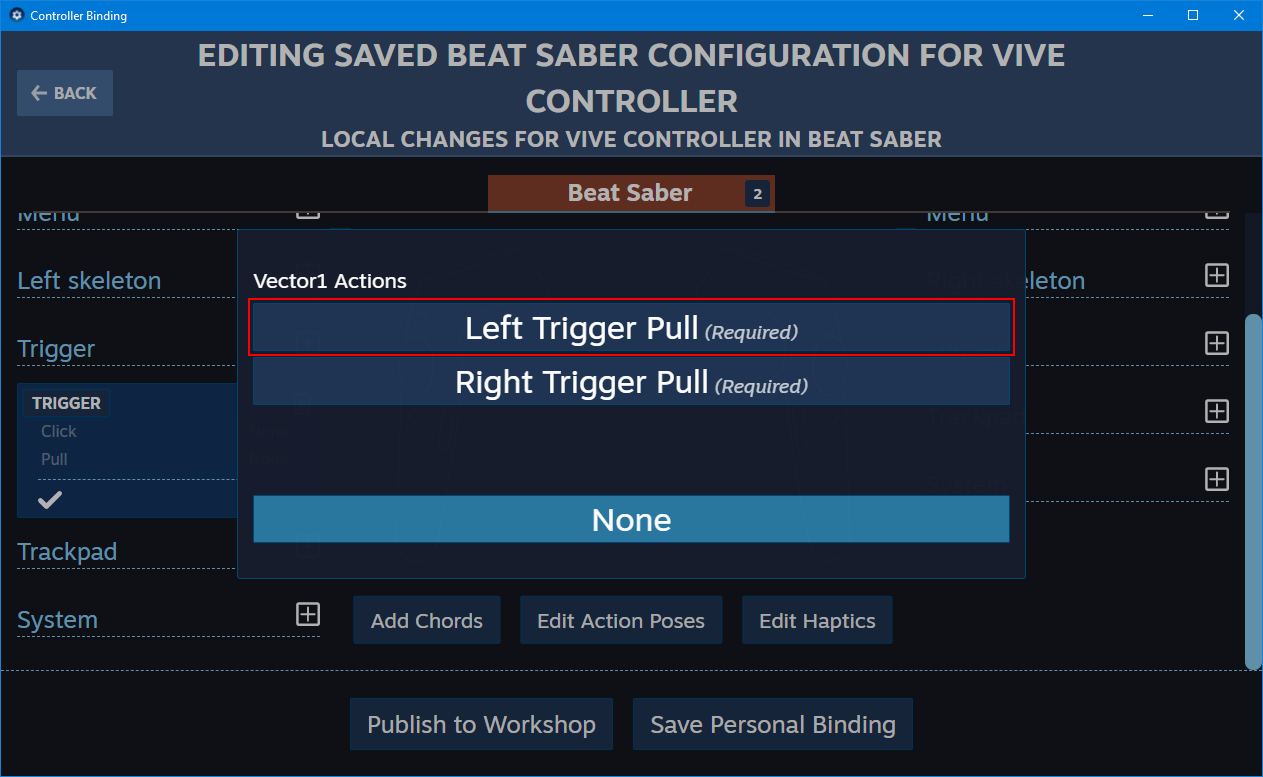 Controller Binding
EDITING SAVED BEAT SABER CONFIGURATION FOR VIVE
CONTROLLER
LOCAL CHANGES FOR VIVE CONTROLLER IN BEAT SABER
BACK
Beat Saber 2
Menu Menu
Left skeleton
Vector1 Actions
Left Trigger Pull (Required)
Right Trigger Pull (Required)
None
Right skeleton
Trigger
TRIGGER
Click
Pull
Trackpad
System
Add Chords Edit Action Poses Edit Haptics
Publish to Workshop Save Personal Binding